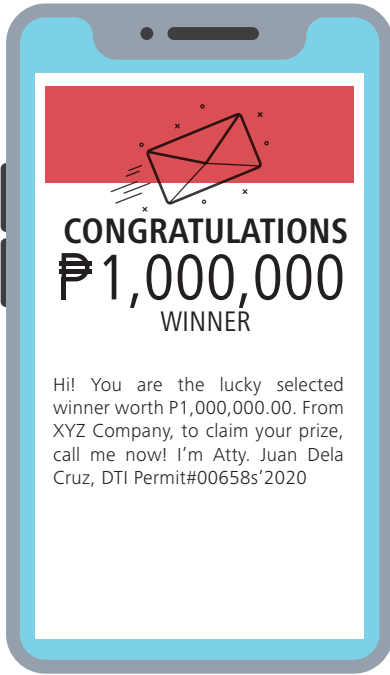 CONGRATULATIONS
₱1,000,000
WINNER
Hi! You are the lucky selected
winner worth P1,000,000.00. From
XYZ Company, to claim your prize,
call me now! I’m Atty. Juan Dela
Cruz, DTI Permit#00658s’2020